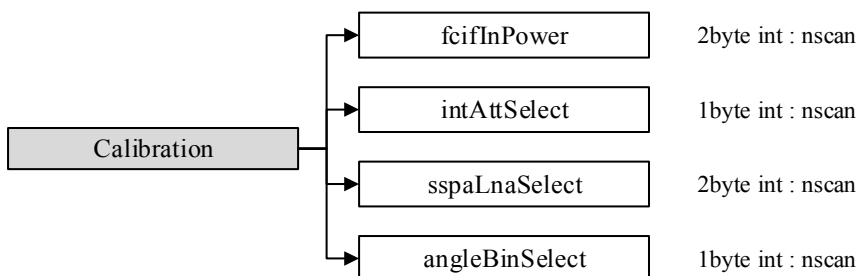 fcifInPower 2byte int : nscan
intAttSelect 1byte int : nscan
Calibration
sspaLnaSelect 2byte int : nscan
angleBinSelect 1byte int : nscan